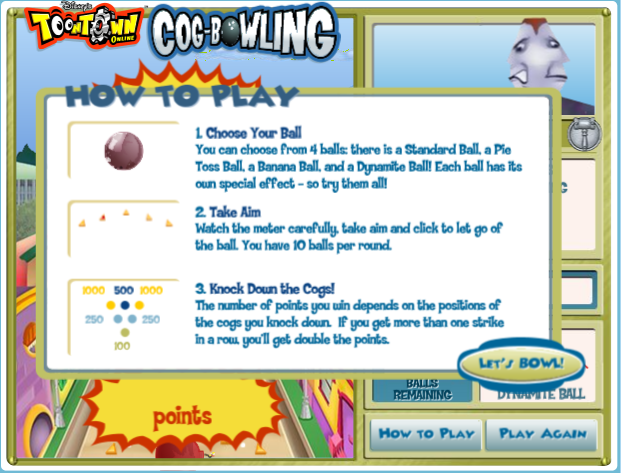 Disney's
TOONTOWN
ONLINE
COG-BOWLING
HOW TO PLAY
1. Choose Your Ball
You can choose from 4 balls: there is a Standard Ball, a Pie
Toss Ball, a Banana Ball, and a Dynamite Ball! Each ball has its
own special effect - so try them all!
2. Take Aim
Watch the meter carefully, take aim and click to let go of
the ball. You have 10 balls per round.
1000 500 1000
250 250
100
3. Knock Down the Cogs!
The number of points you win depends on the positions of
the cogs you knock down. If you get more than one strike
in a row, you'll get double the points.
LET'S BOWL!
points
BALLS
REMAINING
DYNAMITE BALL
HOW TO PLAY
PLAY AGAIN